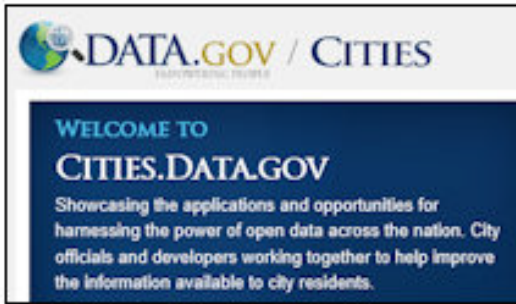 DATA.GOV / CITIES
EMPOWERING PEOPLE
WELCOME TO
CITIES.DATA.GOV
Showcasing the applications and opportunities for
harnessing the power of open data across the nation. City
officials and developers working together to help improve
the information available to city residents.